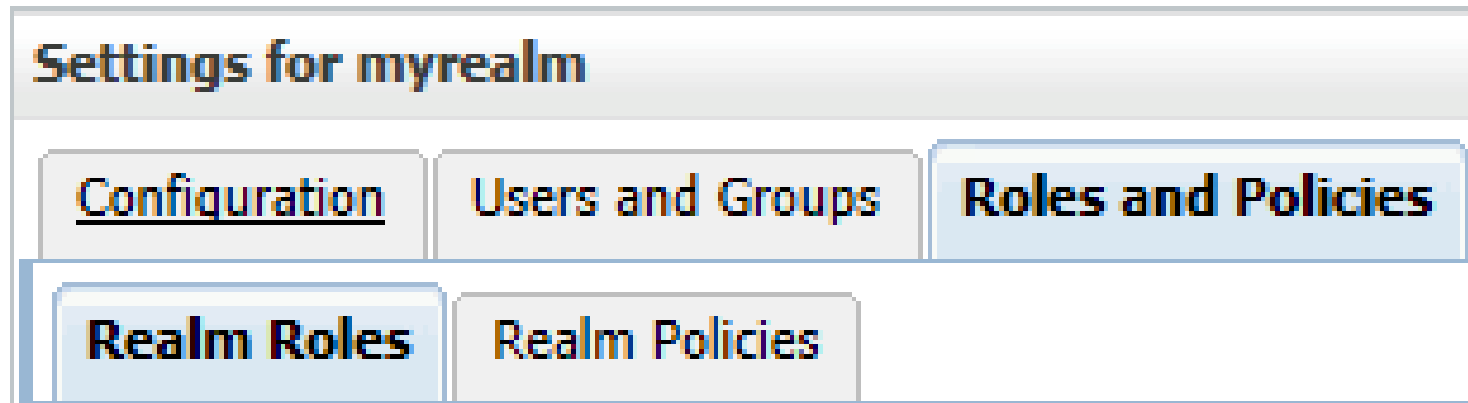 Settings for myrealm
Configuration Users and Groups Roles and Policies
Realm Roles Realm Policies